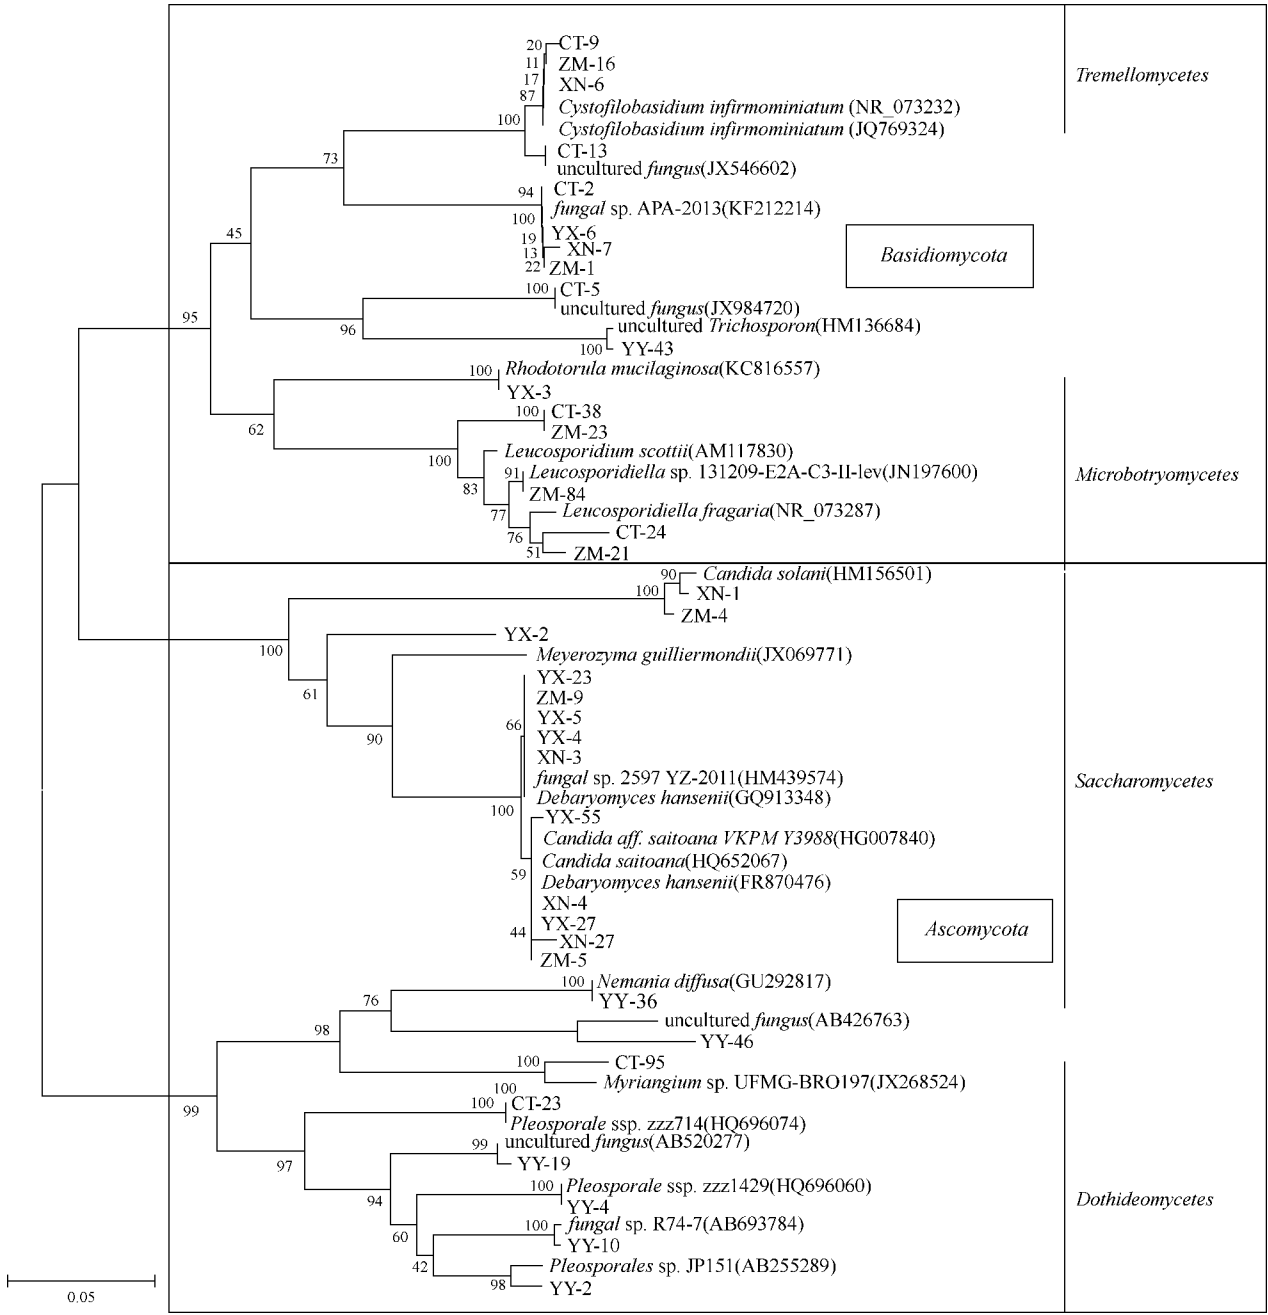 20 CT-9
11 ZM-16
Tremellomycetes
17 XN-6
87
Cystofilobasidium infirmominiatum (NR_073232)
100 Cystofilobasidium infirmominiatum (JQ769324)
CT-13
73
uncultured fungus(JX546602)
94 CT-2
fungal sp. APA-2013(KF212214)
100
45
19 YX-6
13 XN-7
Basidiomycota
22 ZM-1
100 CT-5
uncultured fungus(JX984720)
95
96
uncultured Trichosporon(HM136684)
100 YY-43
100 Rhodotorula mucilaginosa(KC816557)
YX-3
100 CT-38
62
ZM-23
100
Leucosporidium scottii(AM117830)
91 Leucosporidiella sp. 131209-E2A-C3-II-lev(JN197600)
Microbotryomycetes
83
ZM-84
77
Leucosporidiella fragaria(NR_073287)
76
CT-24
51 ZM-21
90 Candida solani(HM156501)
100
XN-1
ZM-4
YX-2
100
Meyerozyma guilliermondii(JX069771)
61
YX-23
ZM-9
66 YX-5
90
YX-4
XN-3
fungal sp. 2597 YZ-2011(HM439574)
Saccharomycetes
Debaryomyces hansenii(GQ913348)
100
YX-55
Candida aff. saitoana VKPM Y3988(HG007840)
Candida saitoana(HQ652067)
59
Debaryomyces hansenii(FR870476)
XN-4
YX-27
44
Ascomycota
XN-27
ZM-5
100 Nemania diffusa(GU292817)
76
YY-36
98
uncultured fungus(AB426763)
YY-46
100 CT-95
Myriangium sp. UFMG-BRO197(JX268524)
100
100 CT-23
99
Pleosporale ssp. zzz714(HQ696074)
99 uncultured fungus(AB520277)
97
YY-19
100 Pleosporale ssp. zzz1429(HQ696060)
94
Dothideomycetes
YY-4
100 fungal sp. R74-7(AB693784)
60
YY-10
42
Pleosporales sp. JP151(AB255289)
98 YY-2
0.05